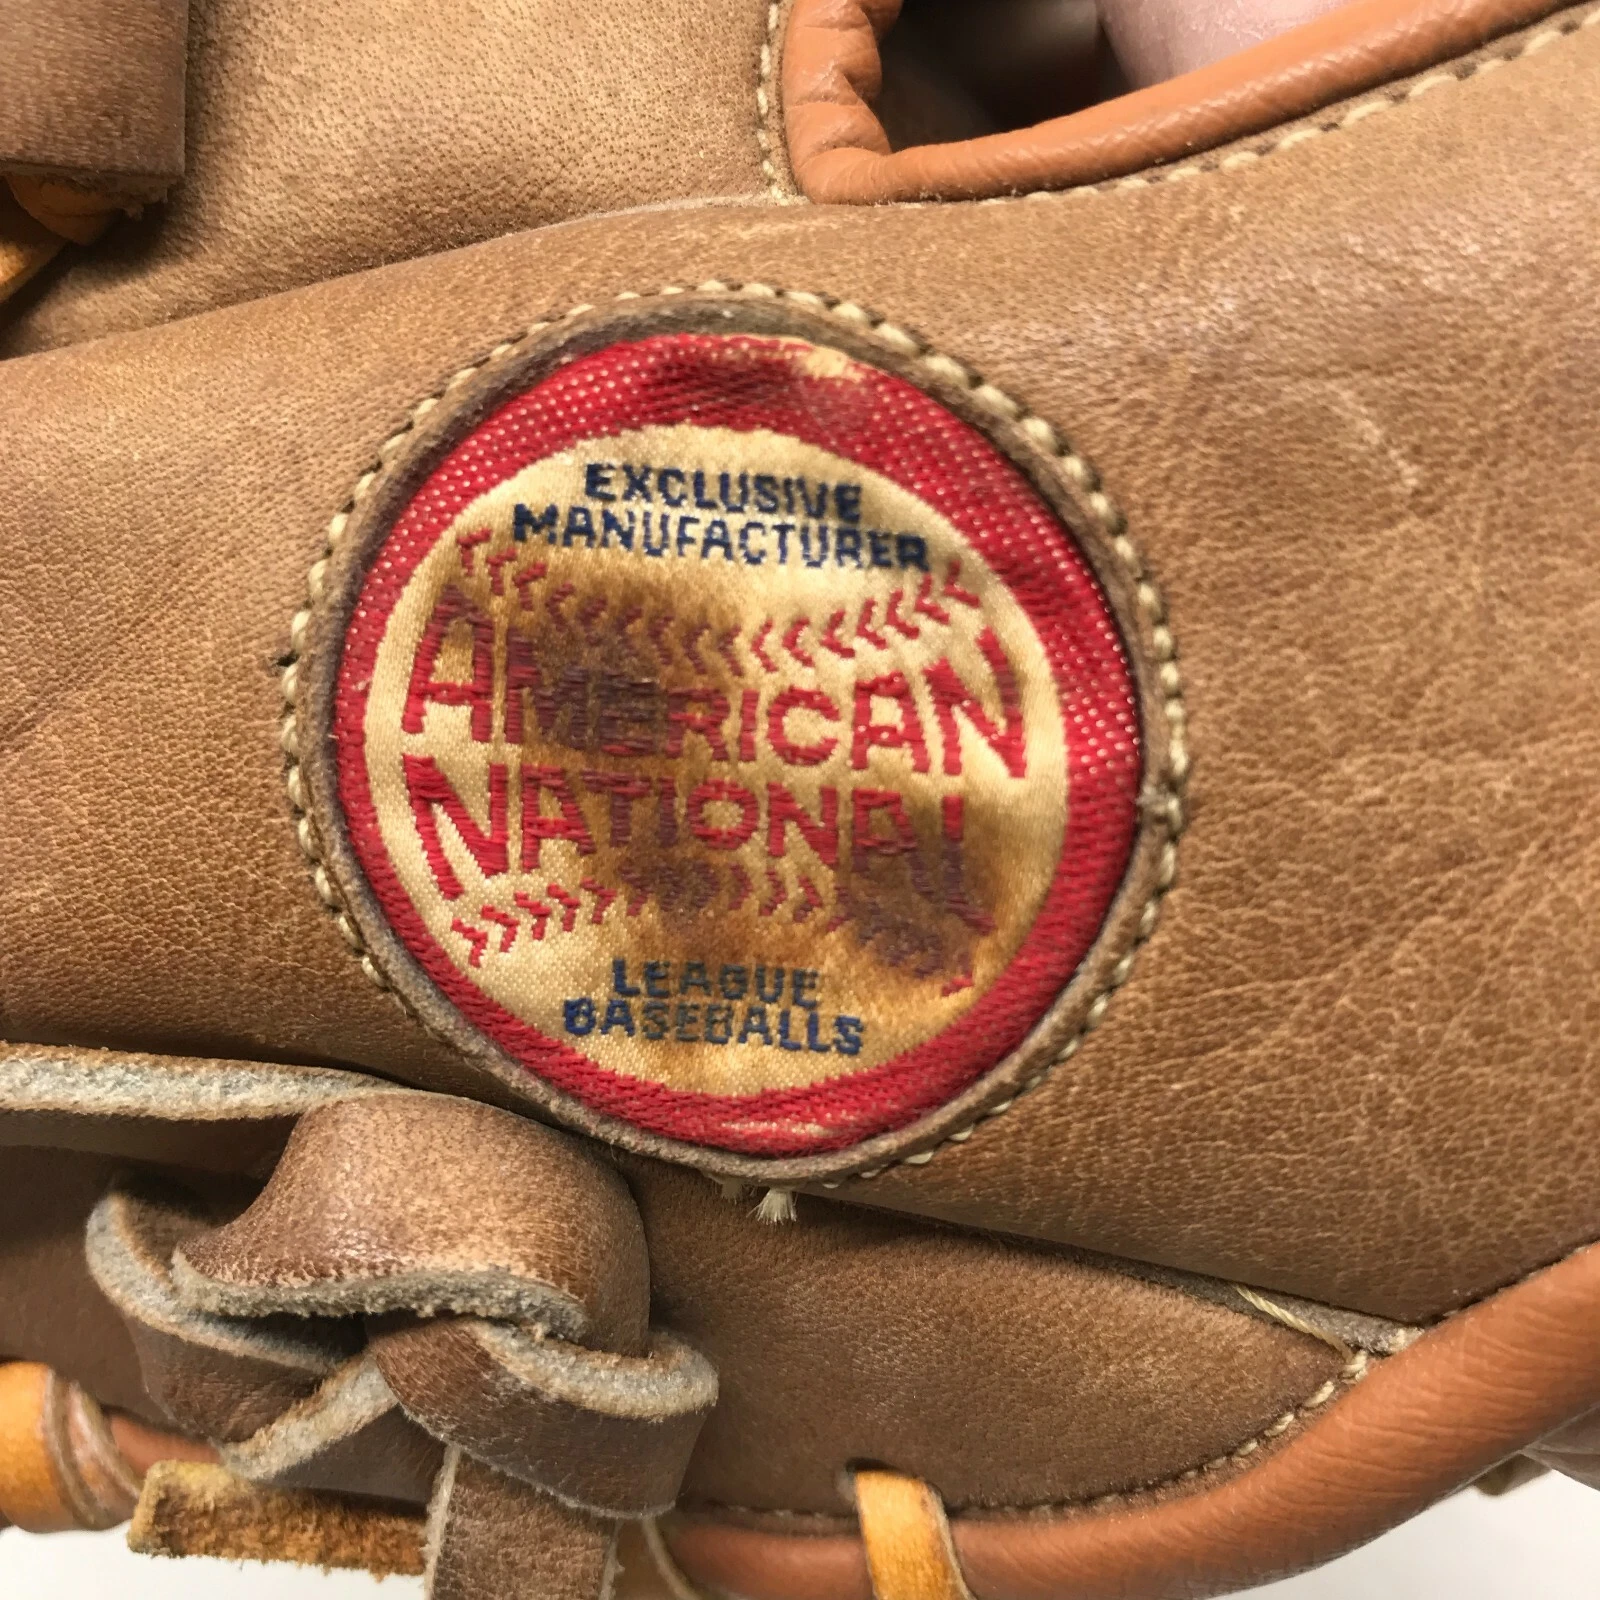 EXCLUSIVE
MANUFACTURER
AMERICAN
NATIONAL
LEAGUE
BASEBALLS